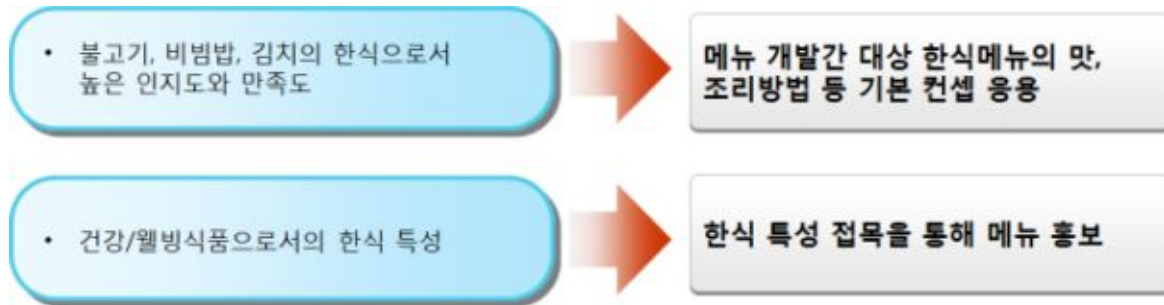 • 불고기, 비빔밥, 김치의 한식으로서
높은 인지도와 만족도
메뉴 개발간 대상 한식메뉴의 맛,
조리방법 등 기본 컨셉 응용
• 건강/웰빙식품으로서의 한식 특성
한식 특성 접목을 통해 메뉴 홍보